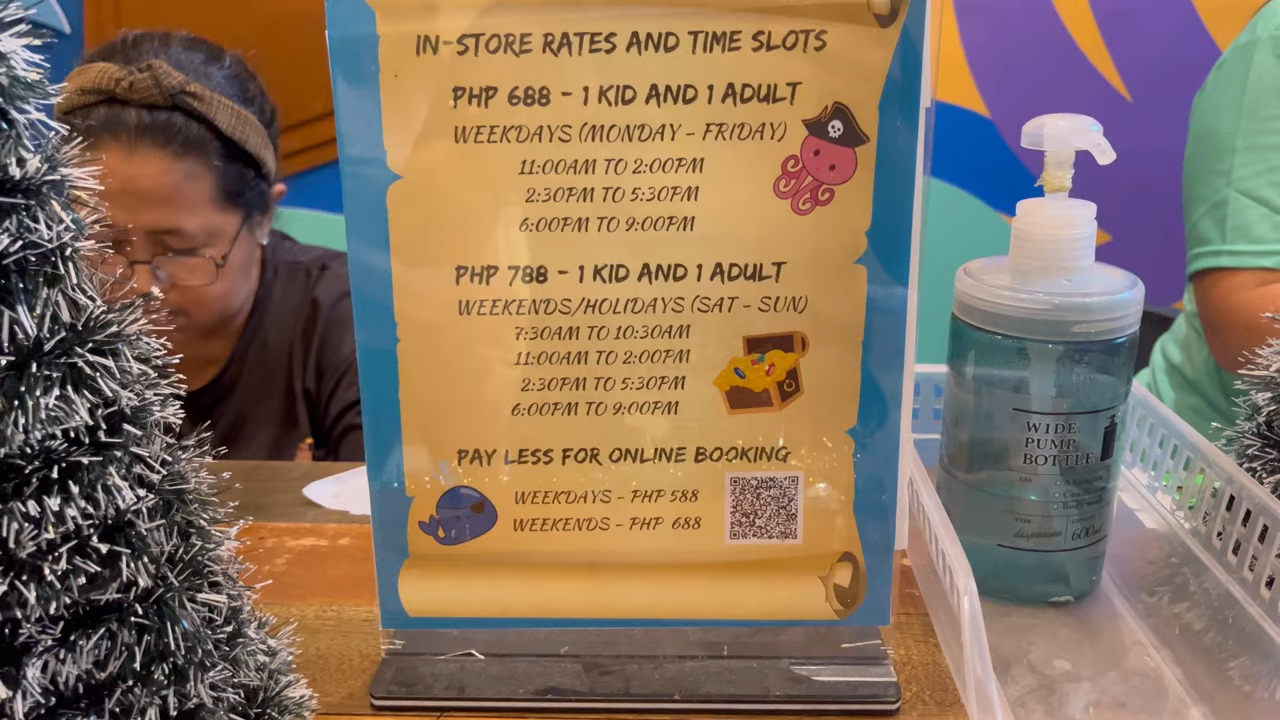 IN-STORE RATES AND TIME SLOTS
PHP 688 - 1 KID AND 1 ADULT
WEEKDAYS (MONDAY - FRIDAY)
11:00AM TO 2:00PM
2:30PM TO 5:30PM
6:00PM TO 9:00PM
PHP 788 - 1 KID AND 1 ADULT
WEEKENDS/HOLIDAYS (SAT - SUN)
7:30AM TO 10:30AM
11:00AM TO 2:00PM
2:30PM TO 5:30PM
6:00PM TO 9:00PM
PAY LESS FOR ONLINE BOOKING
WEEKDAYS - PHP 588
WEEKENDS - PHP 688
WIDE
PUMP
BOTTLE
dispenser 600ml